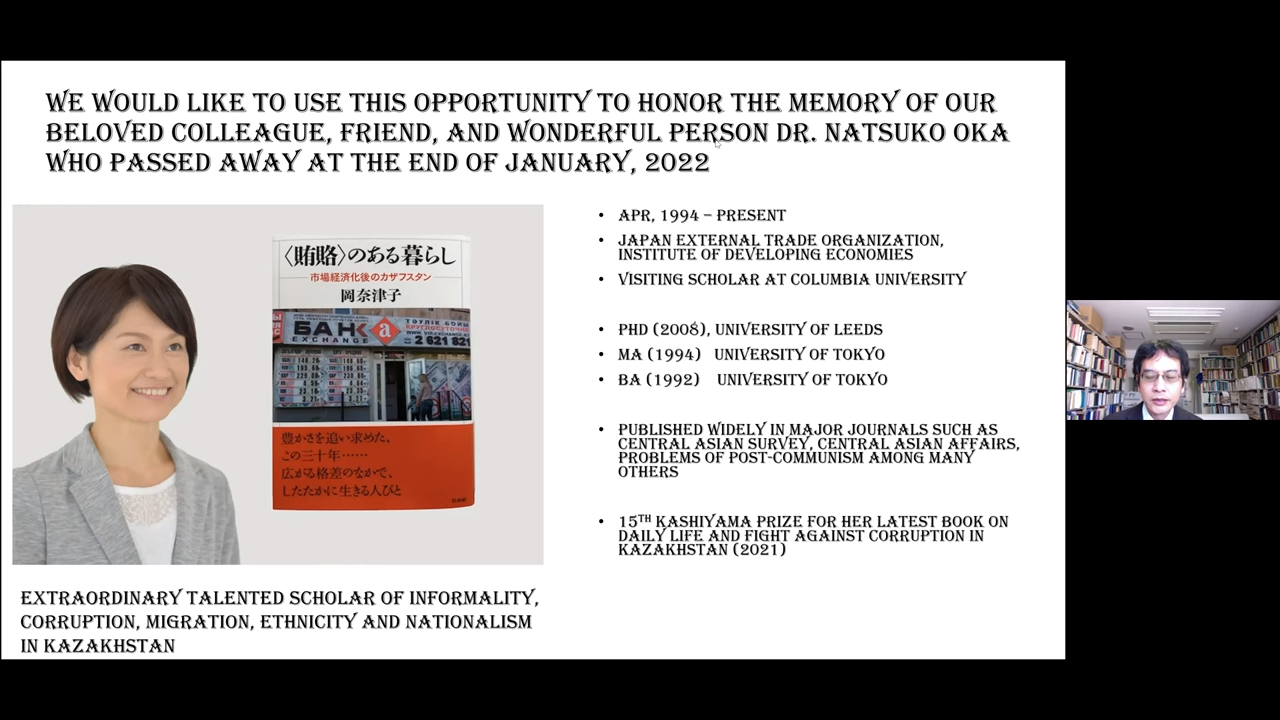 WE WOULD LIKE TO USE THIS OPPORTUNITY TO HONOR THE MEMORY OF OUR
BELOVED COLLEAGUE, FRIEND, AND WONDERFUL PERSON DR. NATSUKO OKA
WHO PASSED AWAY AT THE END OF JANUARY, 2022
〈賄賂〉のある暮らし
市場経済化後のカザフスタン
岡奈津子
БАНК a
EXCHANGE
КРУГЛОСУТОЧНО
2 621 821
豊かさを追い求めた、
この三十年……
広がる格差のなかで、
したたかに生きる人びと
EXTRAORDINARY TALENTED SCHOLAR OF INFORMALITY,
CORRUPTION, MIGRATION, ETHNICITY AND NATIONALISM
IN KAZAKHSTAN
• APR, 1994 – PRESENT
• JAPAN EXTERNAL TRADE ORGANIZATION,
INSTITUTE OF DEVELOPING ECONOMIES
• VISITING SCHOLAR AT COLUMBIA UNIVERSITY
• PHD (2008), UNIVERSITY OF LEEDS
• MA (1994) UNIVERSITY OF TOKYO
• BA (1992) UNIVERSITY OF TOKYO
• PUBLISHED WIDELY IN MAJOR JOURNALS SUCH AS
CENTRAL ASIAN SURVEY, CENTRAL ASIAN AFFAIRS,
PROBLEMS OF POST-COMMUNISM AMONG MANY
OTHERS
• 15TH KASHIYAMA PRIZE FOR HER LATEST BOOK ON
DAILY LIFE AND FIGHT AGAINST CORRUPTION IN
KAZAKHSTAN (2021)